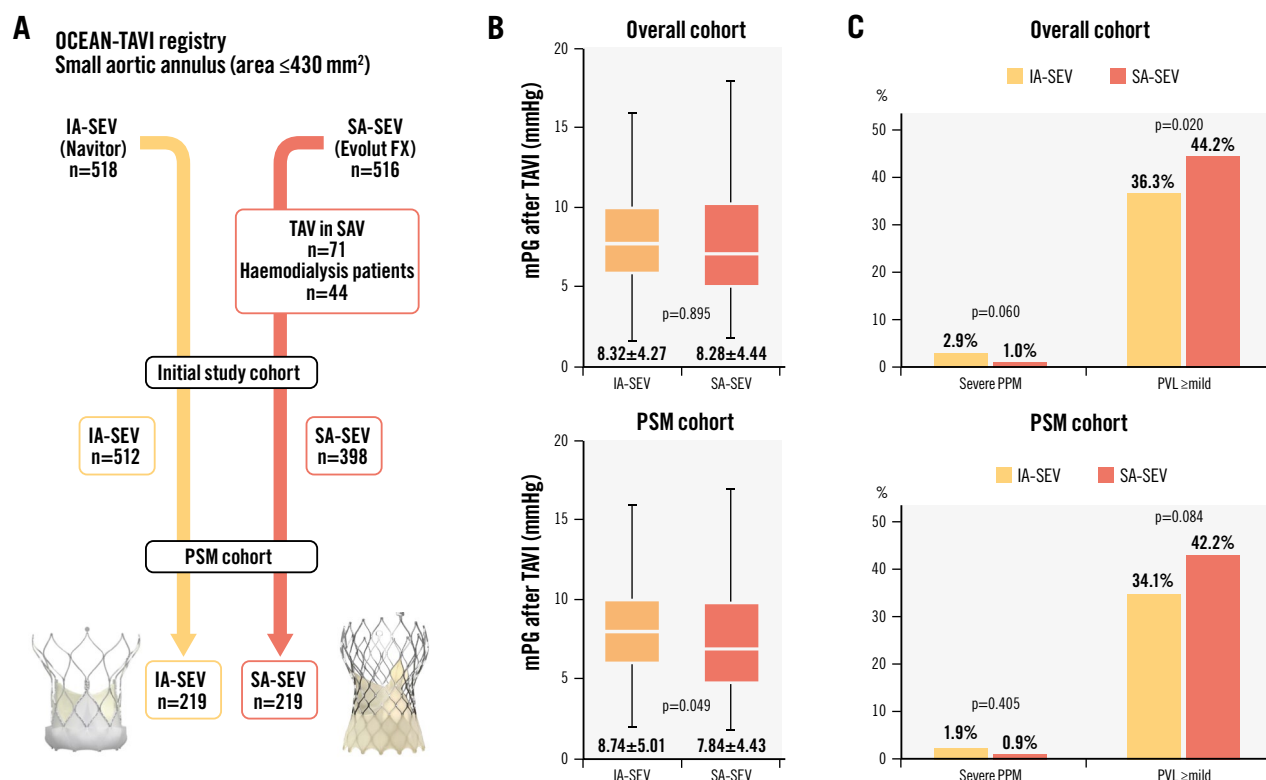 A
OCEAN-TAVI registry
Small aortic annulus (area ≤430 mm²)
IA-SEV
(Navitor)
n=518
SA-SEV
(Evolut FX)
n=516
TAV in SAV
n=71
Haemodialysis patients
n=44
Initial study cohort
IA-SEV
n=512
SA-SEV
n=398
PSM cohort
IA-SEV
n=219
SA-SEV
n=219
B
Overall cohort
mPG after TAVI (mmHg)
20
15
10
5
0
p=0.895
8.32±4.27
8.28±4.44
IA-SEV
SA-SEV
PSM cohort
mPG after TAVI (mmHg)
20
15
10
5
0
p=0.049
8.74±5.01
7.84±4.43
IA-SEV
SA-SEV
C
Overall cohort
IA-SEV
SA-SEV
%
50
40
30
20
10
0
p=0.020
44.2%
36.3%
p=0.060
2.9%
1.0%
Severe PPM
PVL ≥mild
PSM cohort
IA-SEV
SA-SEV
%
50
40
30
20
10
0
p=0.084
42.2%
34.1%
p=0.405
1.9%
0.9%
Severe PPM
PVL ≥mild